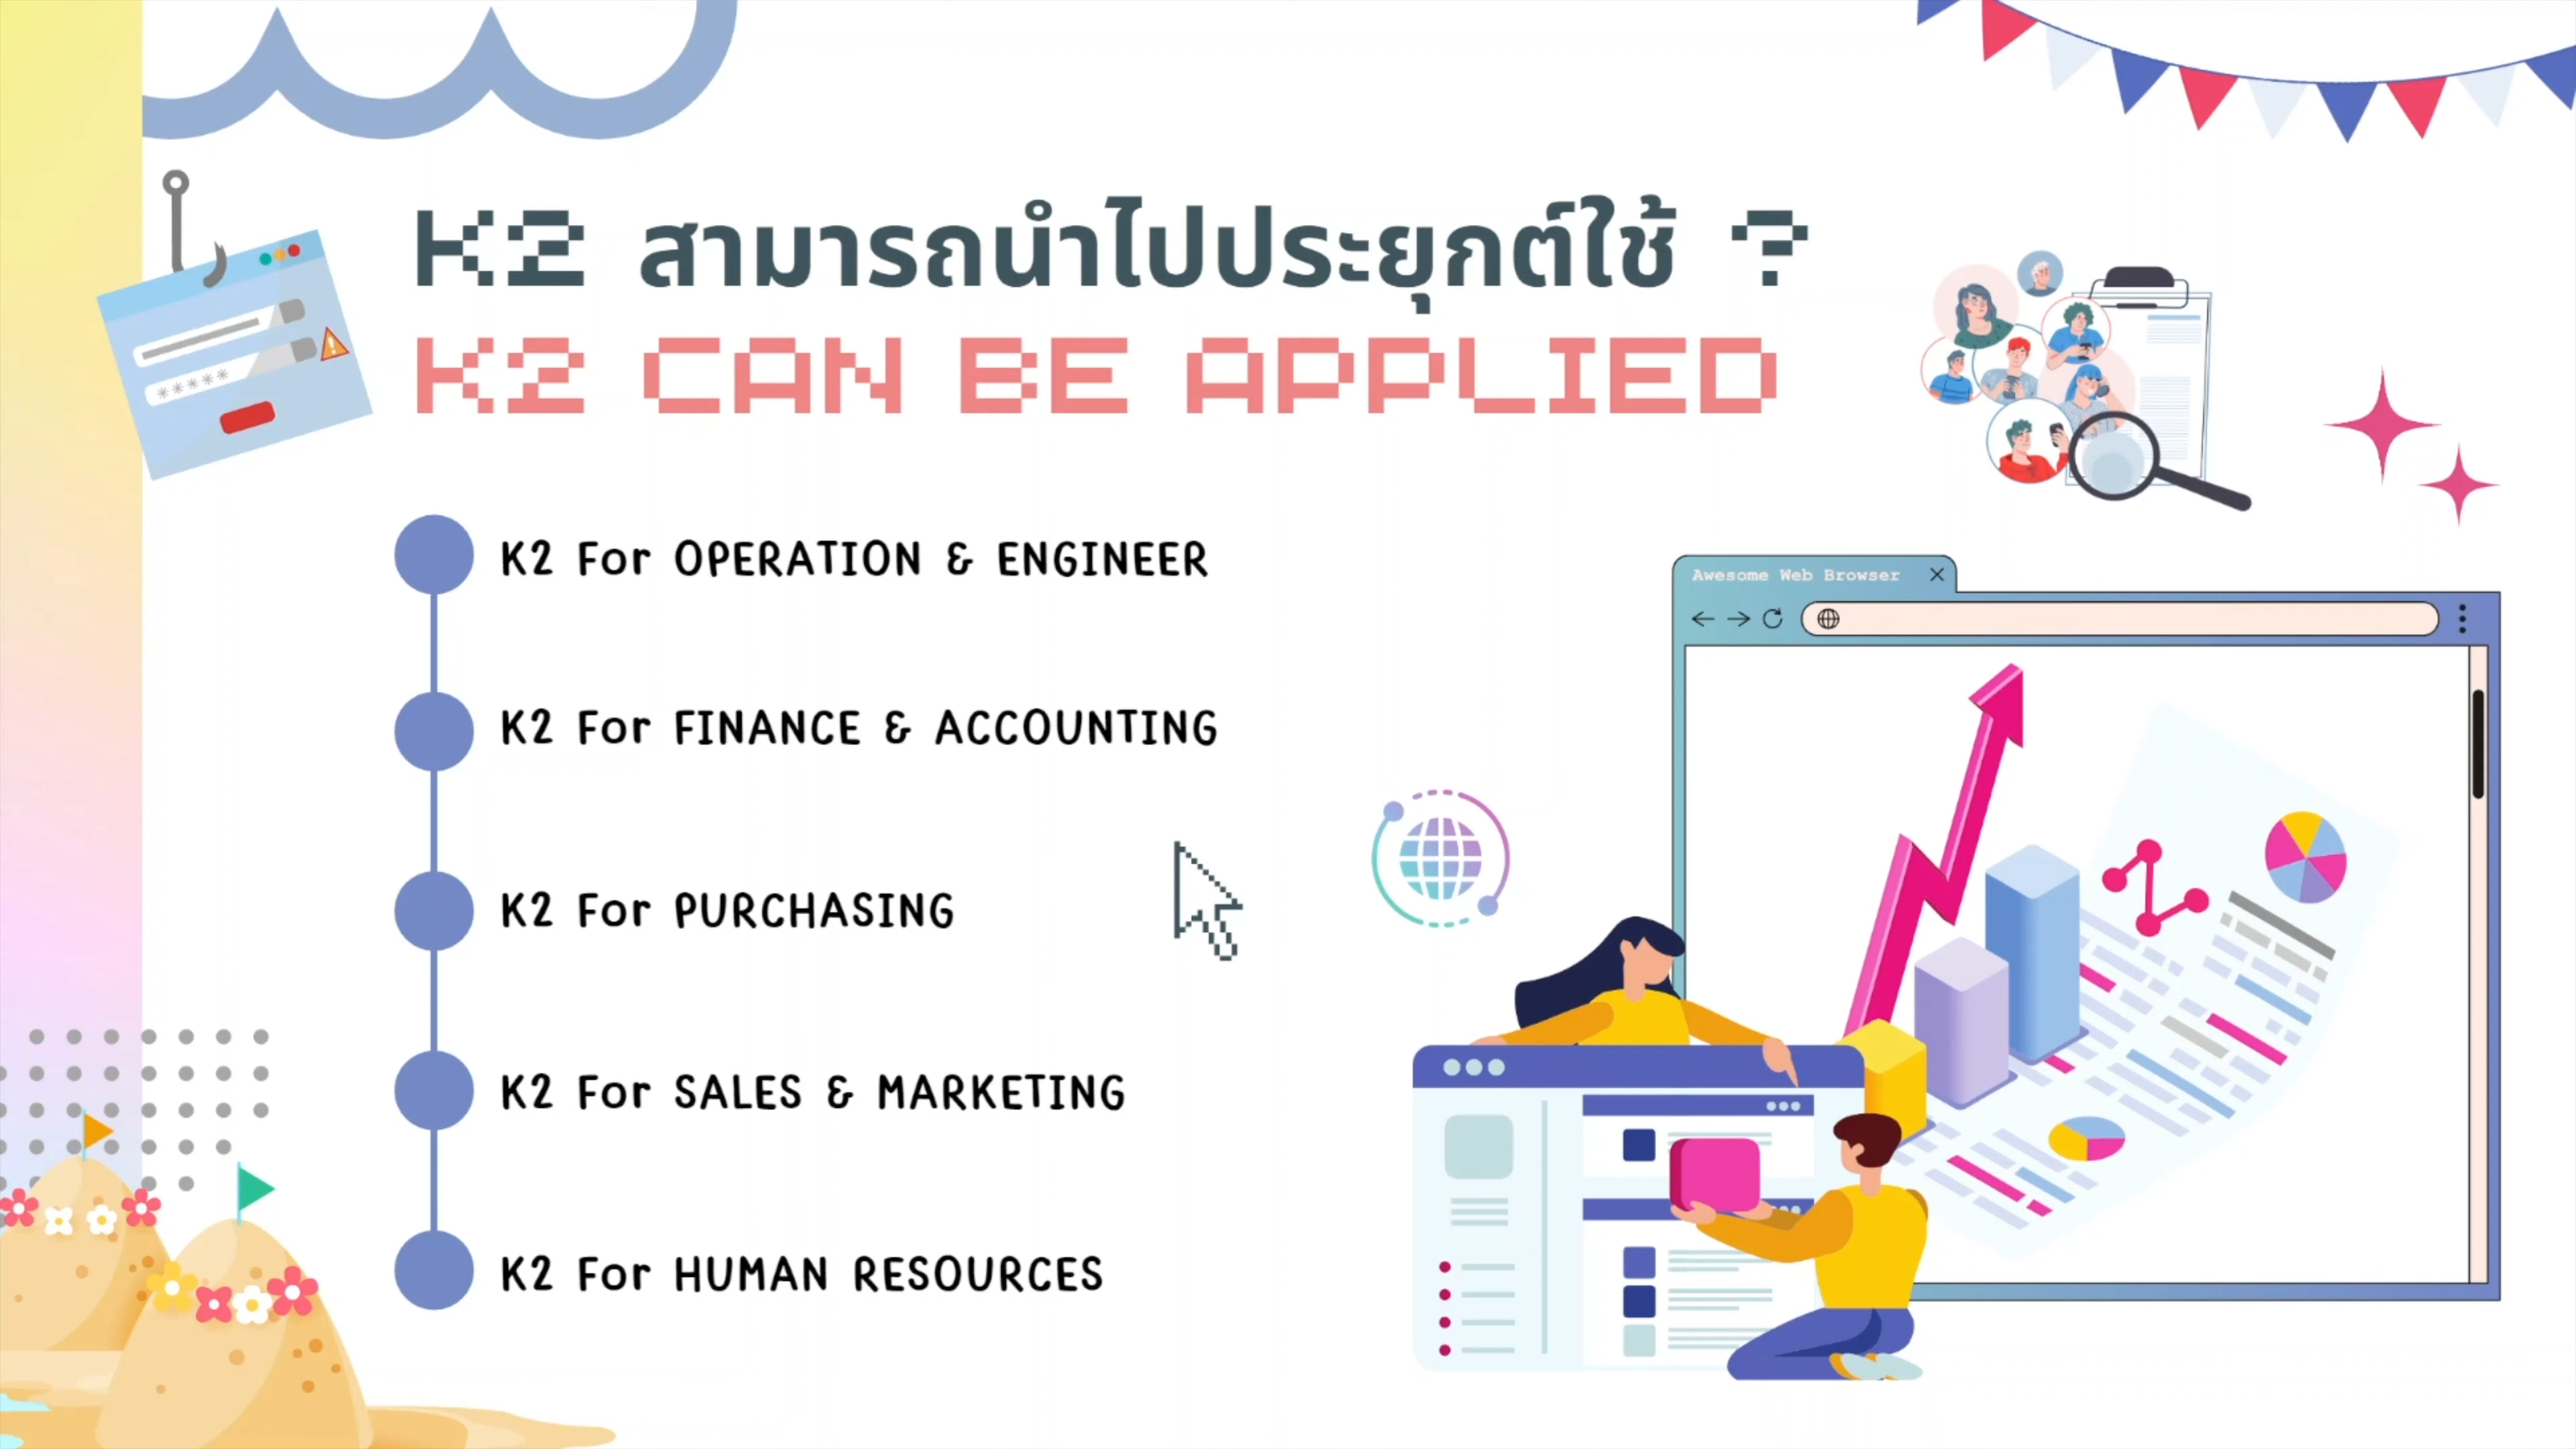 K2 สามารถนำไปประยุกต์ใช้ ?
K2 CAN BE APPLIED
K2 For OPERATION & ENGINEER
K2 For FINANCE & ACCOUNTING
K2 For PURCHASING
K2 For SALES & MARKETING
K2 For HUMAN RESOURCES
Awesome Web Browser